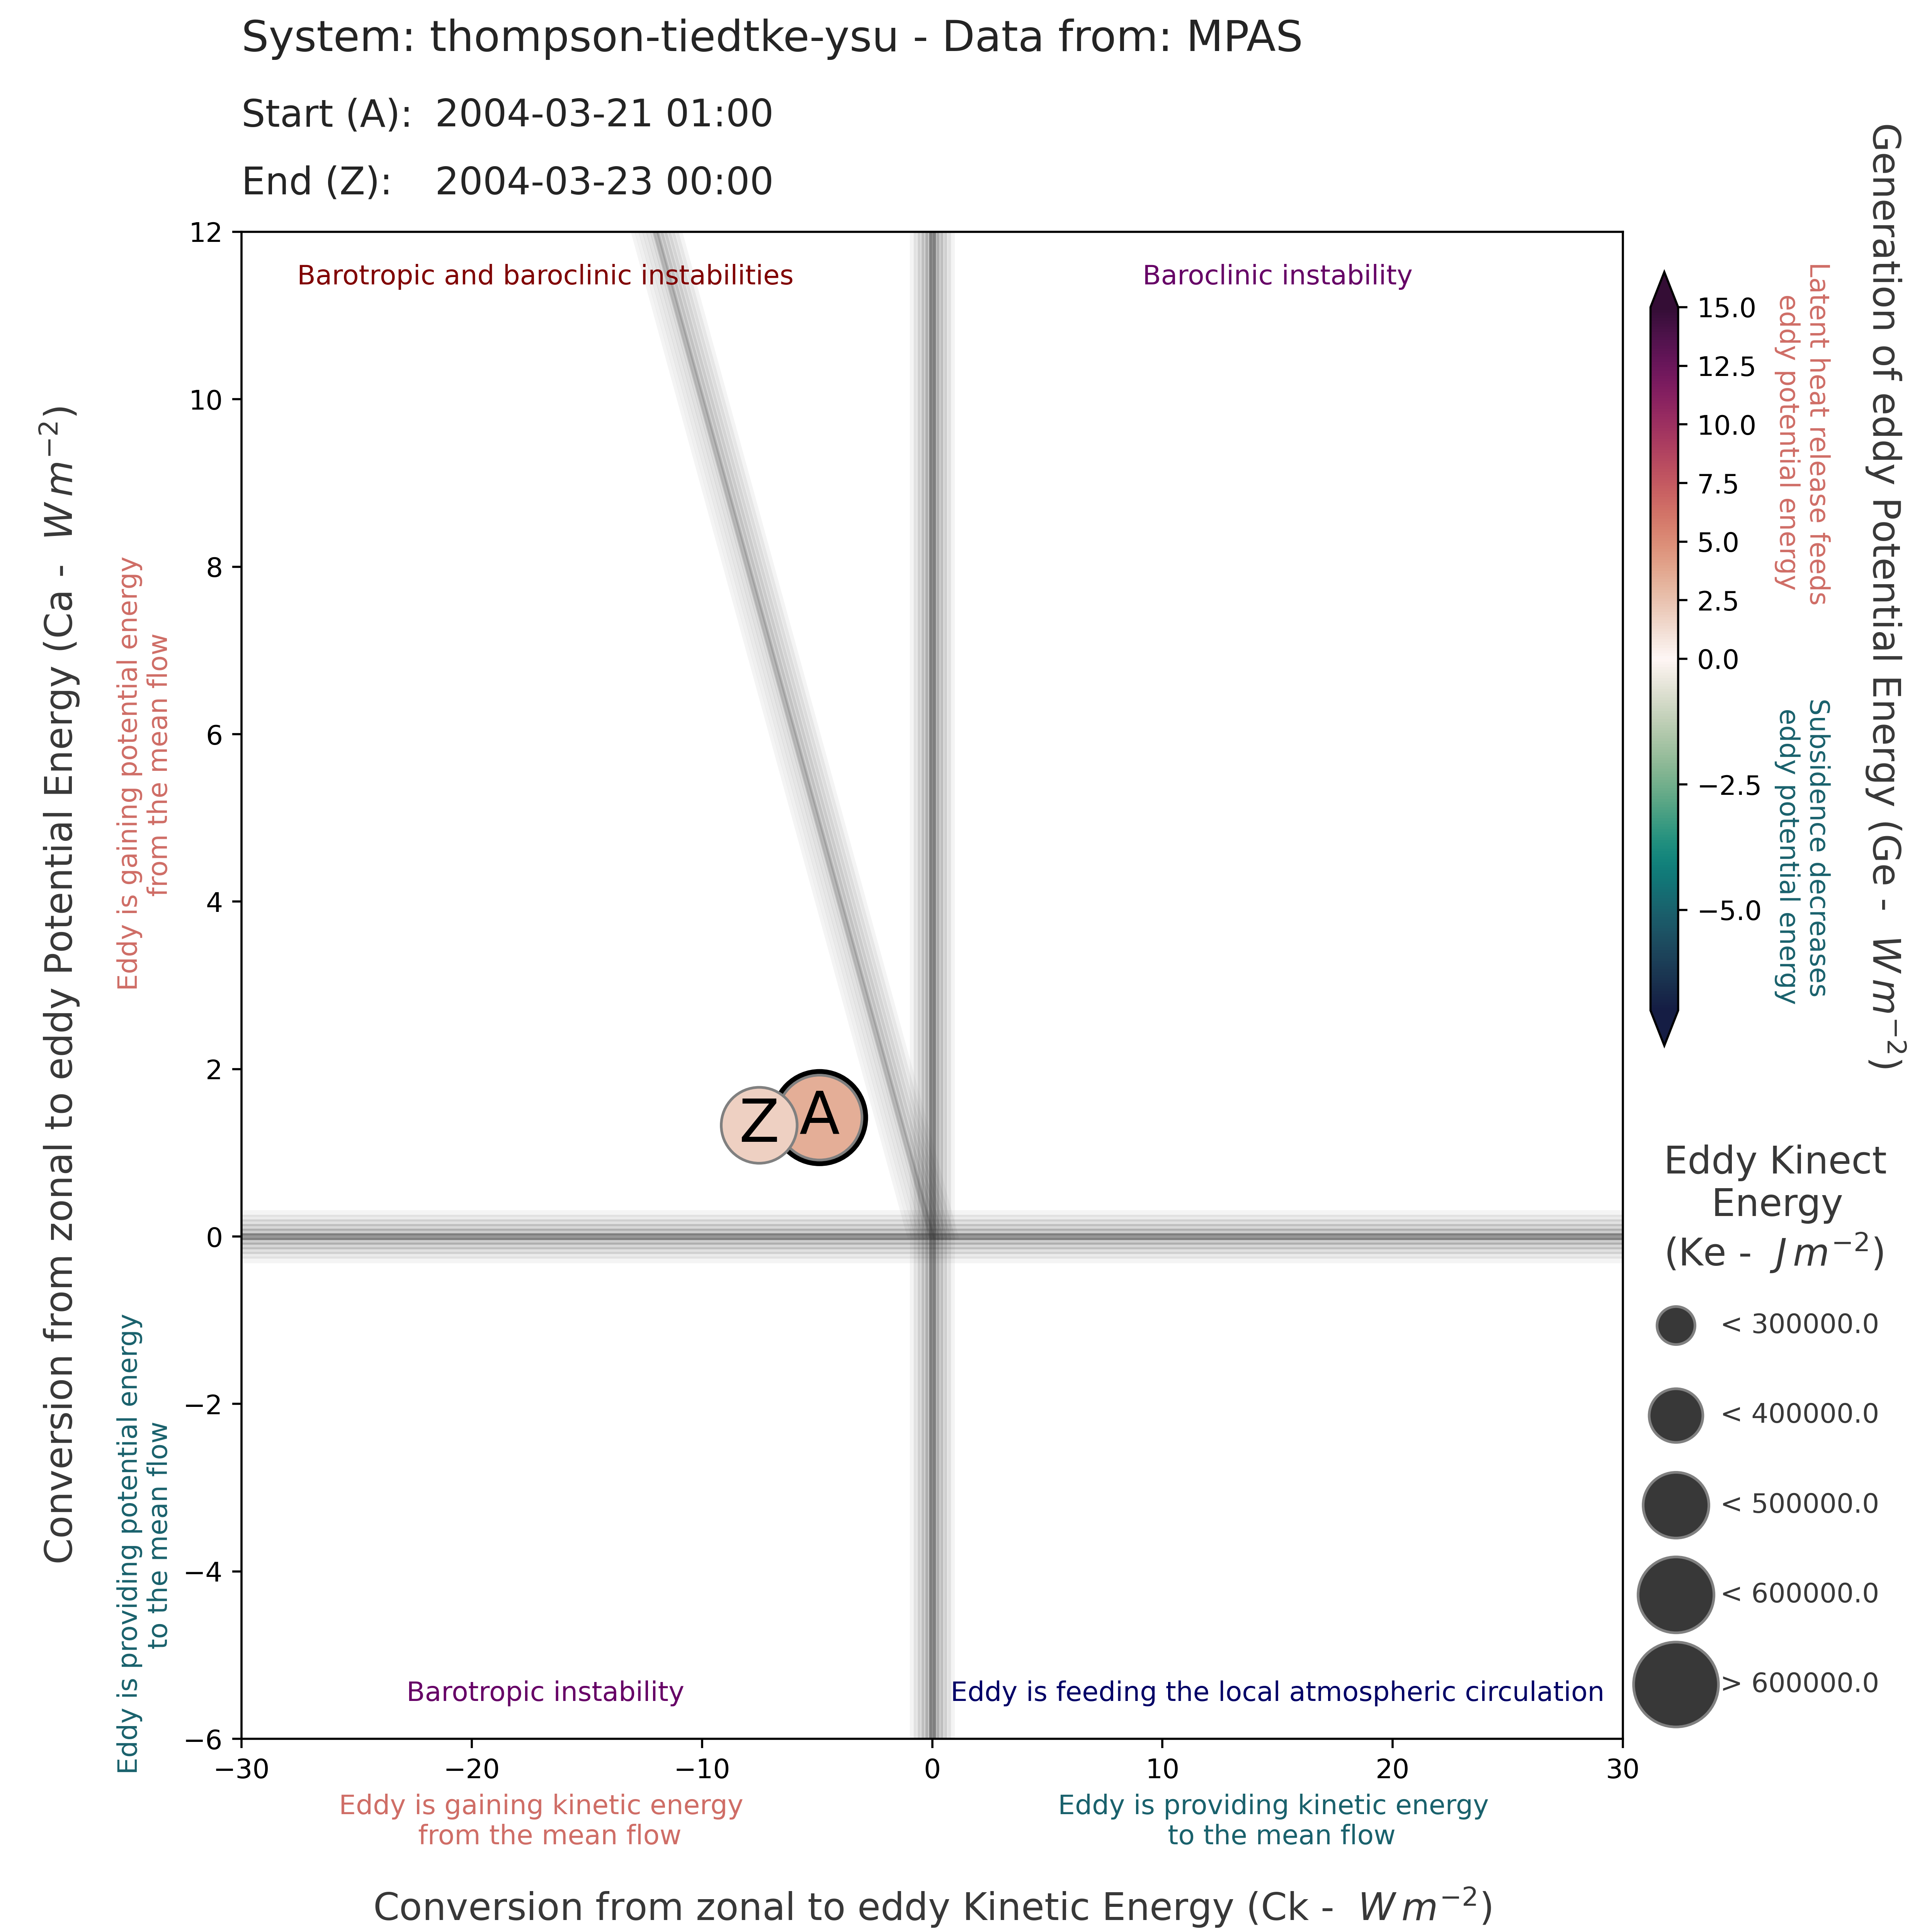 System: thompson-tiedtke-ysu - Data from: MPAS
Start (A): 2004-03-21 01:00
End (Z): 2004-03-23 00:00
Conversion from zonal to eddy Potential Energy (Ca - W m⁻²)
Eddy is gaining potential energy
from the mean flow
Eddy is providing potential energy
to the mean flow
12
10
8
6
4
2
0
−2
−4
−6
Barotropic and baroclinic instabilities
Baroclinic instability
Z
A
Barotropic instability
Eddy is feeding the local atmospheric circulation
−30
−20
−10
0
10
20
30
Eddy is gaining kinetic energy
from the mean flow
Eddy is providing kinetic energy
to the mean flow
Conversion from zonal to eddy Kinetic Energy (Ck - W m⁻²)
15.0
12.5
10.0
7.5
5.0
2.5
0.0
−2.5
−5.0
Latent heat release feeds
eddy potential energy
Subsidence decreases
eddy potential energy
Generation of eddy Potential Energy (Ge - W m⁻²)
Eddy Kinect
Energy
(Ke - J m⁻²)
< 300000.0
< 400000.0
< 500000.0
< 600000.0
> 600000.0